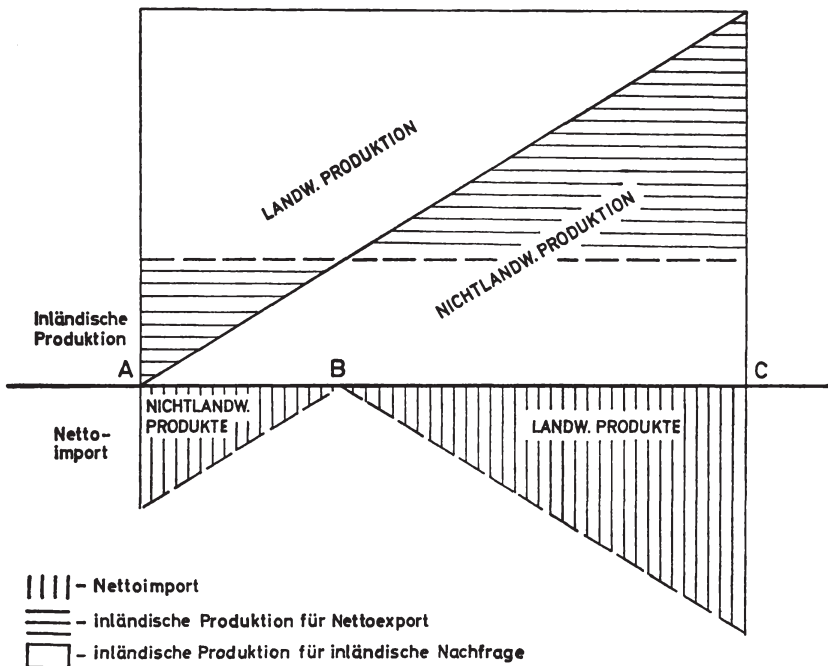 LANDW. PRODUKTION
NICHTLANDW. PRODUKTION
Inländische
Produktion
A
B
C
NICHTLANDW.
PRODUKTE
LANDW. PRODUKTE
Netto-
import
- Nettoimport
- inländische Produktion für Nettoexport
- inländische Produktion für inländische Nachfrage